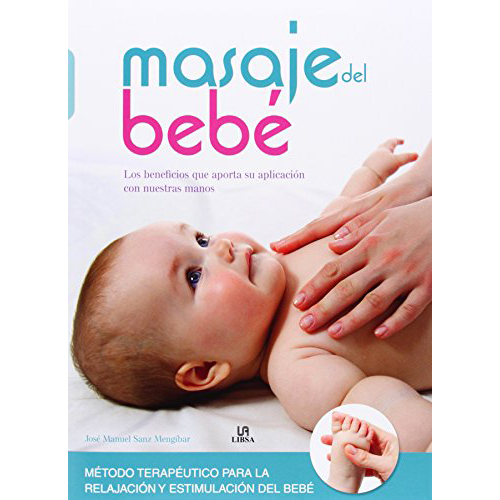 masaje del
bebé
Los beneficios que aporta su aplicación
con nuestras manos
José Manuel Sanz Mengíbar
LIBSA
MÉTODO TERAPÉUTICO PARA LA
RELAJACIÓN Y ESTIMULACIÓN DEL BEBÉ